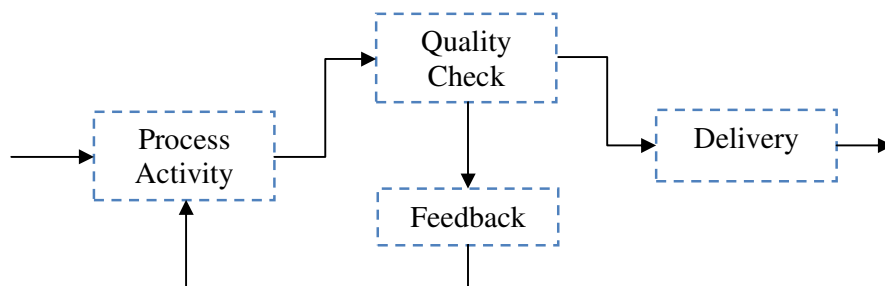 Quality
Check
Process
Activity
Delivery
Feedback